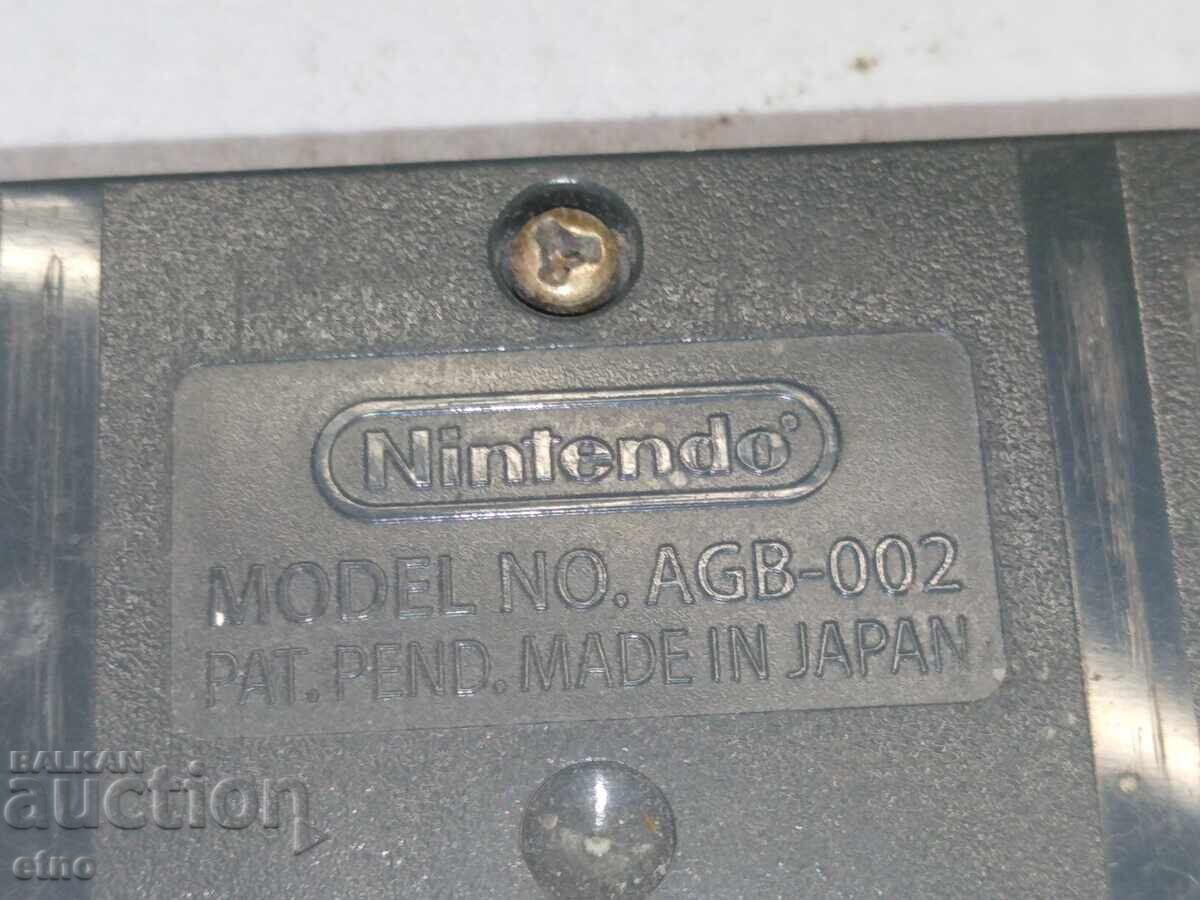 Nintendo®
MODEL NO. AGB-002
PAT. PEND. MADE IN JAPAN
BALKAN
auction
etno